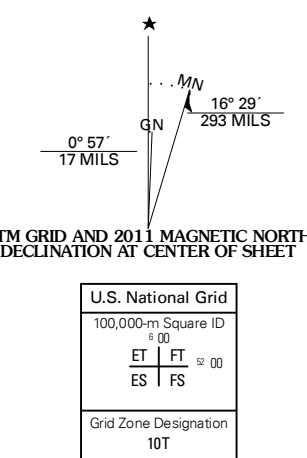 ★
MN
GN
16° 29´
293 MILS
0° 57´
17 MILS
TM GRID AND 2011 MAGNETIC NORTH
DECLINATION AT CENTER OF SHEET
U.S. National Grid
100,000-m Square ID
6 00
ET FT 52 00
ES FS
Grid Zone Designation
10T